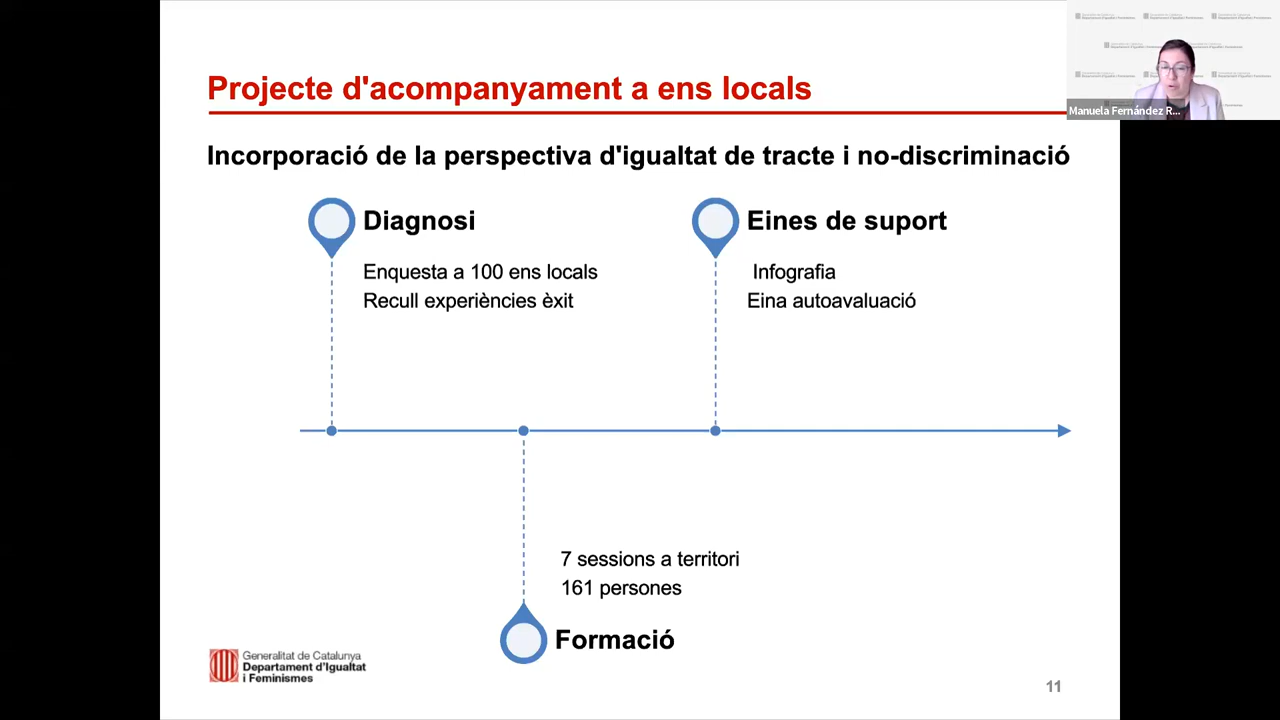 Projecte d'acompanyament a ens locals
Incorporació de la perspectiva d'igualtat de tracte i no-discriminació
Diagnosi
Enquesta a 100 ens locals
Recull experiències èxit
Eines de suport
Infografia
Eina autoavaluació
7 sessions a territori
161 persones
Formació
Generalitat de Catalunya
Departament d'Igualtat
i Feminismes
11
Manuela Fernández R...